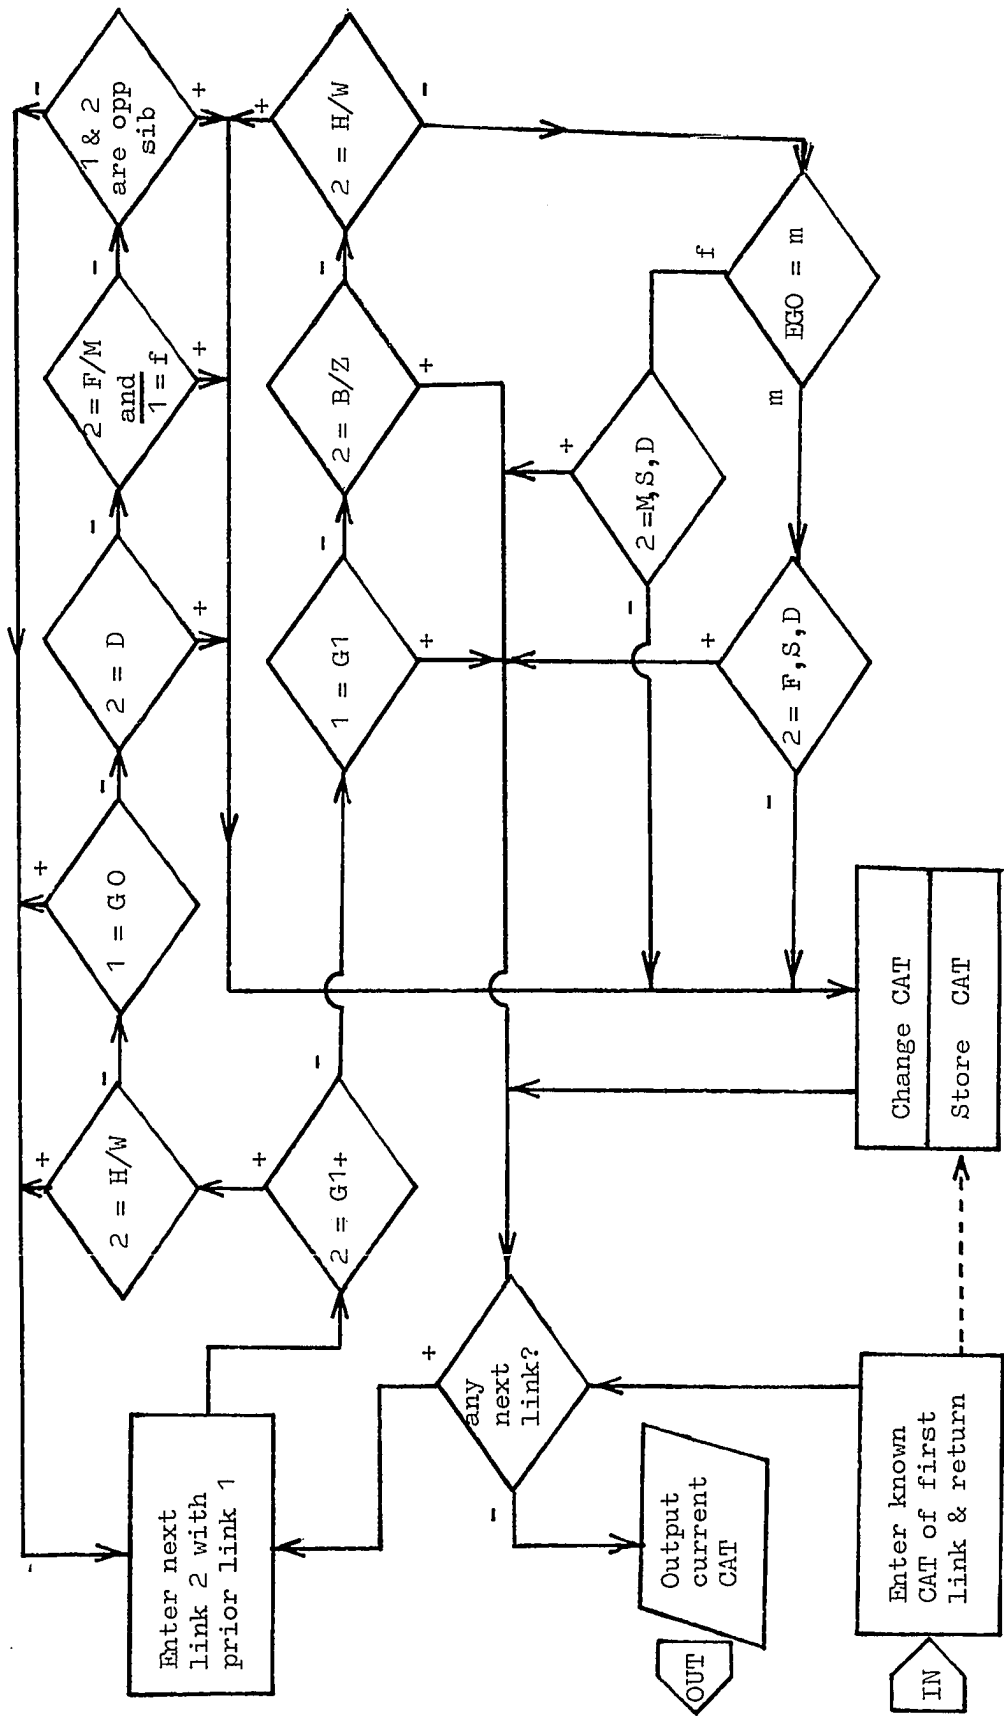 IN
Enter known
CAT of first
link & return
OUT
Output
current
CAT
any
next
link?
+
-
Enter next
link 2 with
prior link 1
2 = G1+
+
-
2 = H/W
+
-
1 = G0
+
-
2 = D
+
-
2 = F/M
and
1 = f
+
-
1 & 2
are opp
sib
+
-
1 = G1
+
-
2 = B/Z
+
-
2 = H/W
+
-
EGO = m
m
f
2 =M,S,D
+
-
2 = F,S,D
+
-
Change CAT
Store CAT